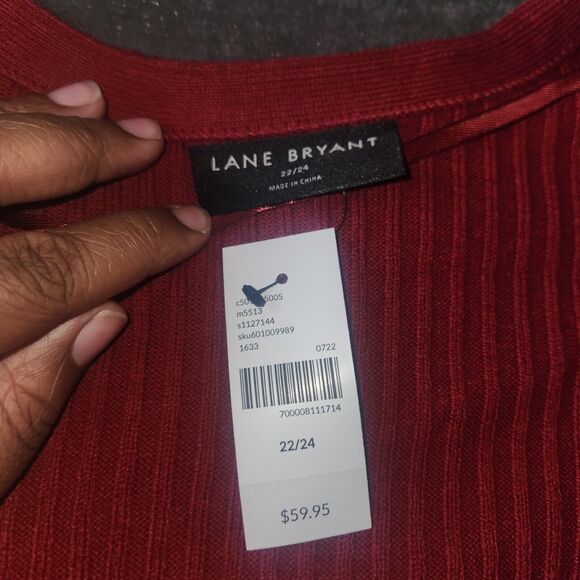 LANE BRYANT
22/24
MADE IN CHINA
m5513
s1127144
sku601009989
1633 0722
700008111714
22/24
$59.95